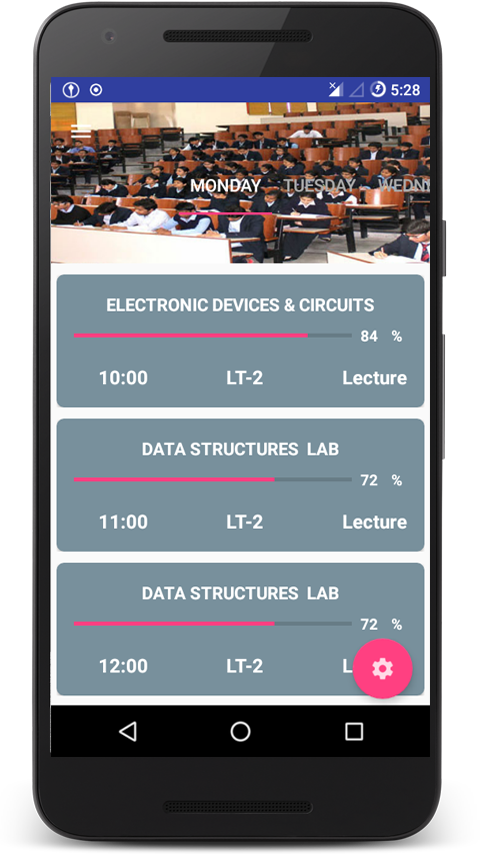 5:28
MONDAY TUESDAY
ELECTRONIC DEVICES & CIRCUITS
84 %
10:00 LT-2 Lecture
DATA STRUCTURES LAB
72 %
11:00 LT-2 Lecture
DATA STRUCTURES LAB
72 %
12:00 LT-2